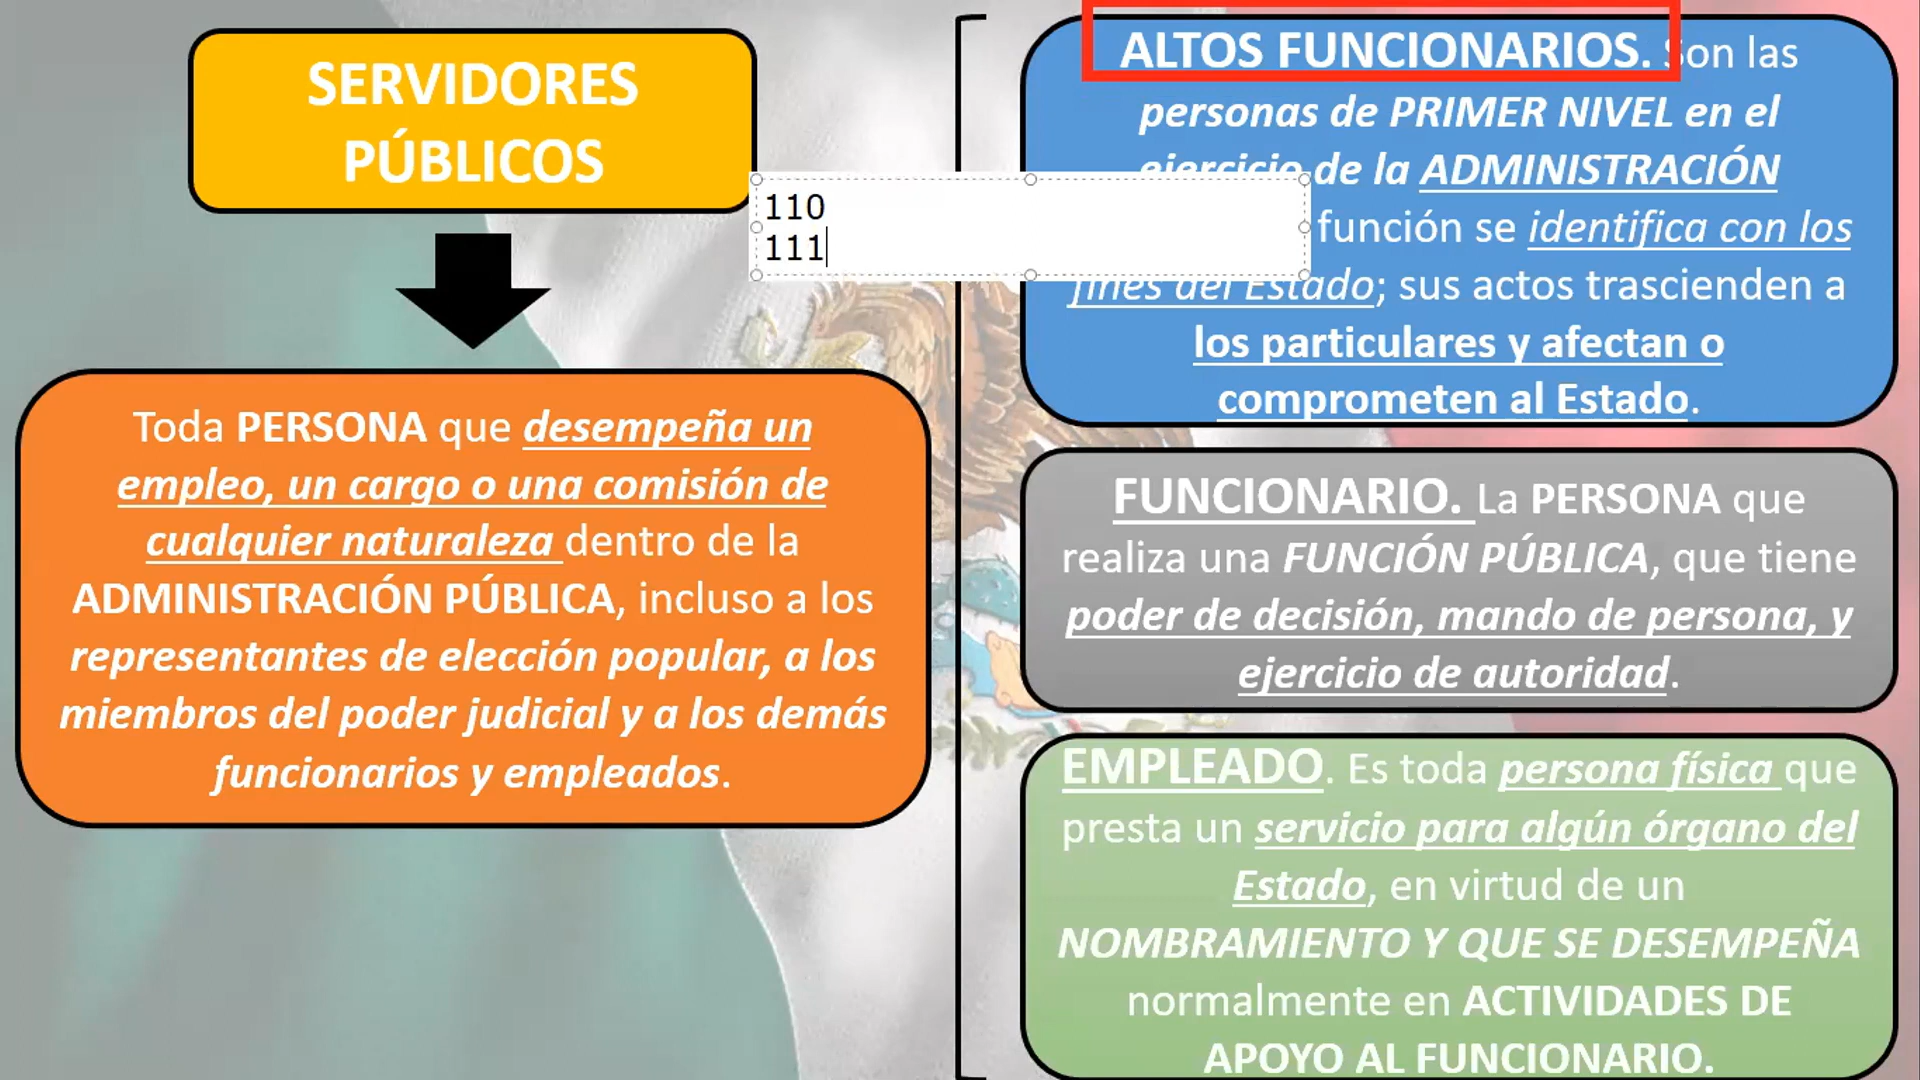 SERVIDORES
PÚBLICOS
Toda PERSONA que desempeña un
empleo, un cargo o una comisión de
cualquier naturaleza dentro de la
ADMINISTRACIÓN PÚBLICA, incluso a los
representantes de elección popular, a los
miembros del poder judicial y a los demás
funcionarios y empleados.
110
111
ALTOS FUNCIONARIOS. Son las
personas de PRIMER NIVEL en el
ejercicio de la ADMINISTRACIÓN
función se identifica con los
fines del Estado; sus actos trascienden a
los particulares y afectan o
comprometen al Estado.
FUNCIONARIO. La PERSONA que
realiza una FUNCIÓN PÚBLICA, que tiene
poder de decisión, mando de persona, y
ejercicio de autoridad.
EMPLEADO. Es toda persona física que
presta un servicio para algún órgano del
Estado, en virtud de un
NOMBRAMIENTO Y QUE SE DESEMPEÑA
normalmente en ACTIVIDADES DE
APOYO AL FUNCIONARIO.